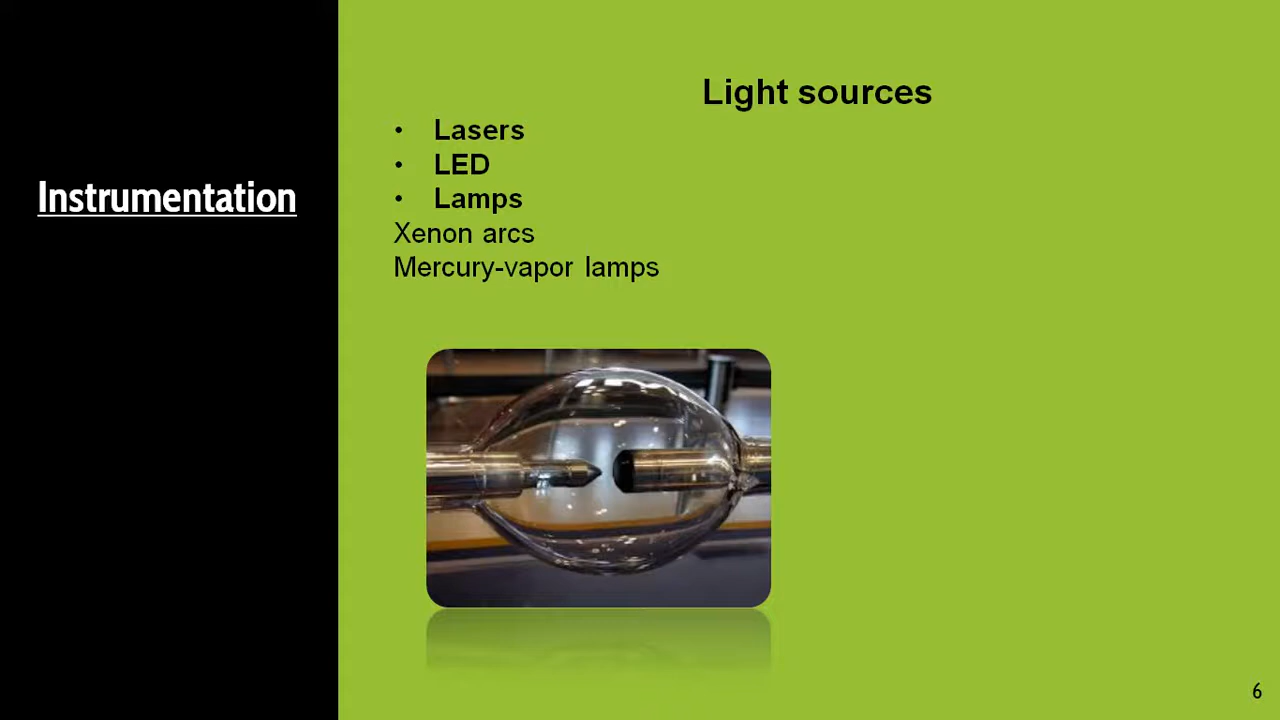 Instrumentation
Light sources
• Lasers
• LED
• Lamps
Xenon arcs
Mercury-vapor lamps
6